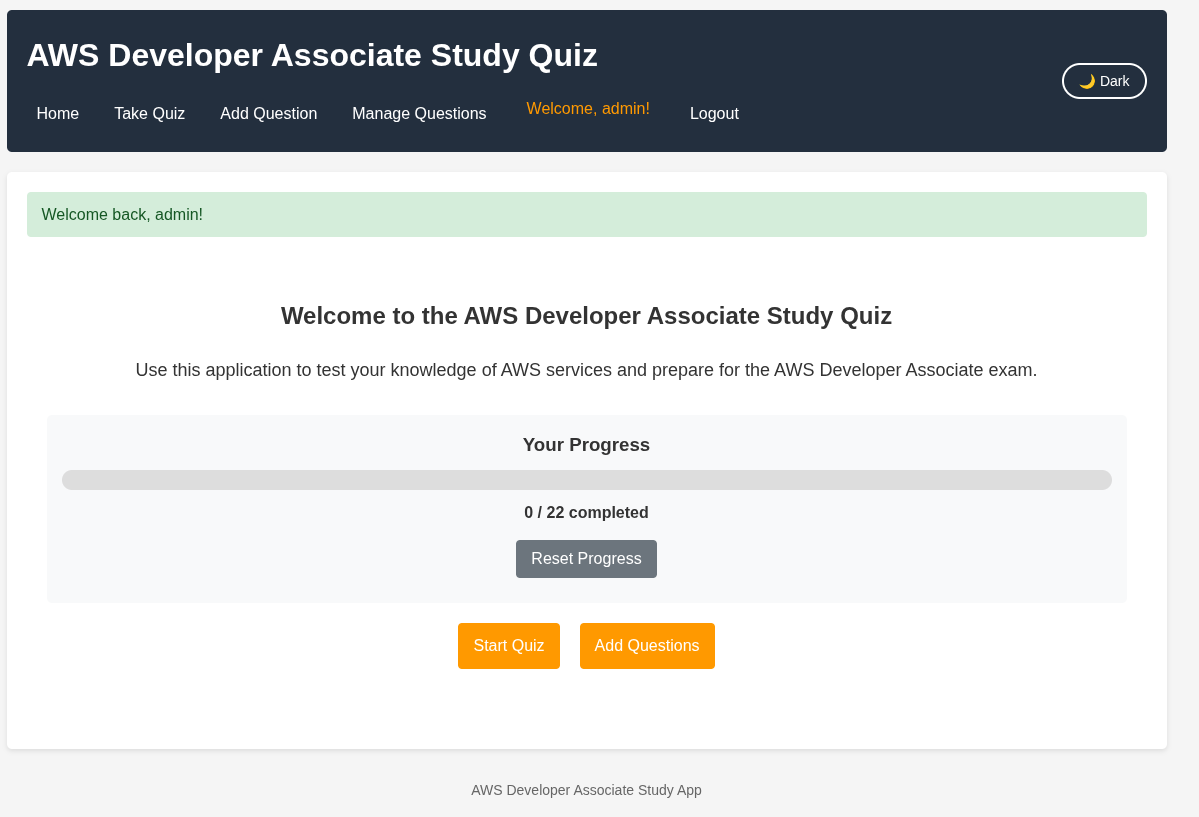 AWS Developer Associate Study Quiz
🌙 Dark
Home Take Quiz Add Question Manage Questions Welcome, admin! Logout
Welcome back, admin!
Welcome to the AWS Developer Associate Study Quiz
Use this application to test your knowledge of AWS services and prepare for the AWS Developer Associate exam.
Your Progress
0 / 22 completed
Reset Progress
Start Quiz Add Questions
AWS Developer Associate Study App